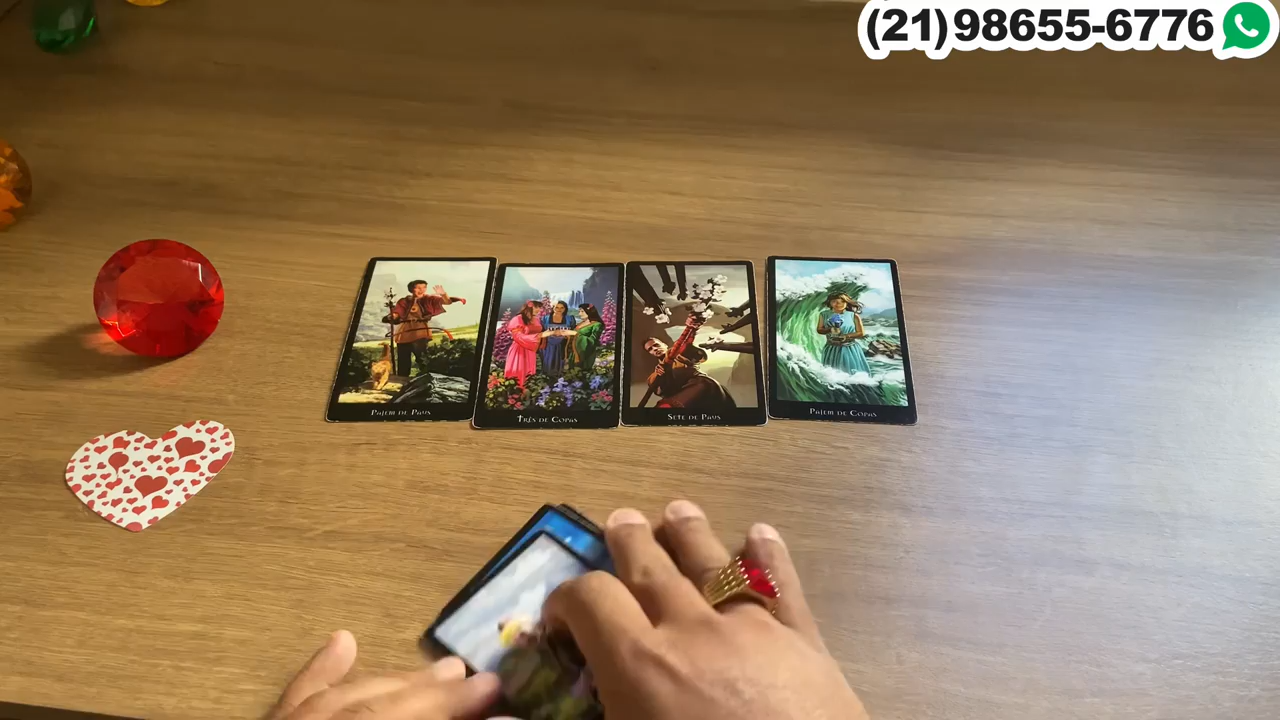 (21)98655-6776
PAJEM DE PAUS
TRÊS DE COPAS
SETE DE PAUS
PAJEM DE COPAS